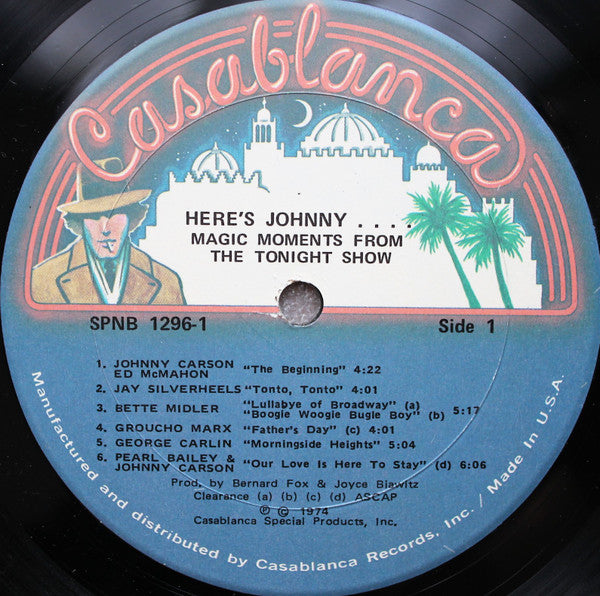 Casablanca
HERE'S JOHNNY . . . .
MAGIC MOMENTS FROM
THE TONIGHT SHOW
SPNB 1296-1
Side 1
1. JOHNNY CARSON
ED McMAHON "The Beginning" 4:22
2. JAY SILVERHEELS "Tonto, Tonto" 4:01
3. BETTE MIDLER "Lullabye of Broadway" (a)
"Boogie Woogie Bugle Boy" (b) 5:17
4. GROUCHO MARX "Father's Day" (c) 4:01
5. GEORGE CARLIN "Morningside Heights" 5:04
6. PEARL BAILEY &
JOHNNY CARSON "Our Love Is Here To Stay" (d) 6:06
Prod. by Bernard Fox & Joyce Biawitz
Clearance (a) (b) (c) (d) ASCAP
℗ © 1974
Casablanca Special Products, Inc.
Manufactured and distributed by Casablanca Records, Inc. / Made In U.S.A.